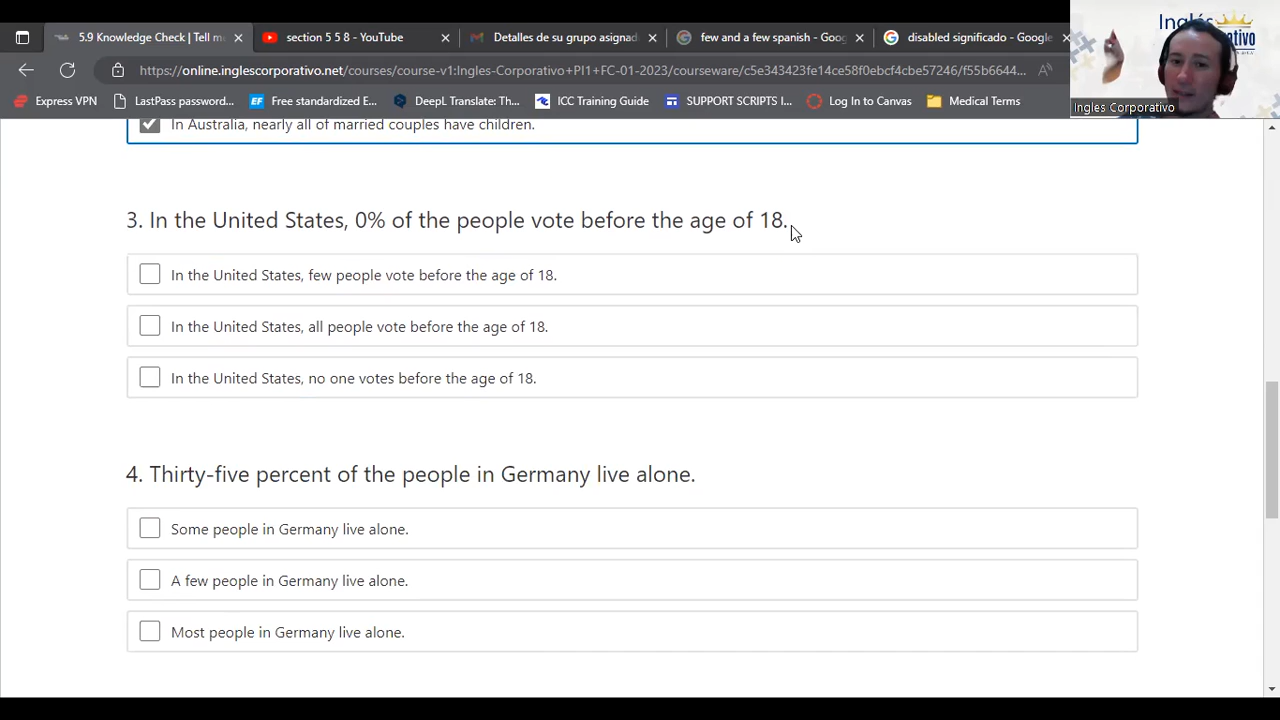 5.9 Knowledge Check | Tell m
section 5 5 8 - YouTube
Detalles de su grupo asignad
few and a few spanish - Goo
disabled significado - Google
https://online.inglescorporativo.net/courses/course-v1:Ingles-Corporativo+PI1+FC-01-2023/courseware/c5e343423fe14ce58f0ebcf4cbe57246/f55b6644...
Express VPN
LastPass password...
Free standardized E...
DeepL Translate: Th...
ICC Training Guide
SUPPORT SCRIPTS I...
Log In to Canvas
Medical Terms
Ingles Corporativo
In Australia, nearly all of married couples have children.
3. In the United States, 0% of the people vote before the age of 18.
In the United States, few people vote before the age of 18.
In the United States, all people vote before the age of 18.
In the United States, no one votes before the age of 18.
4. Thirty-five percent of the people in Germany live alone.
Some people in Germany live alone.
A few people in Germany live alone.
Most people in Germany live alone.